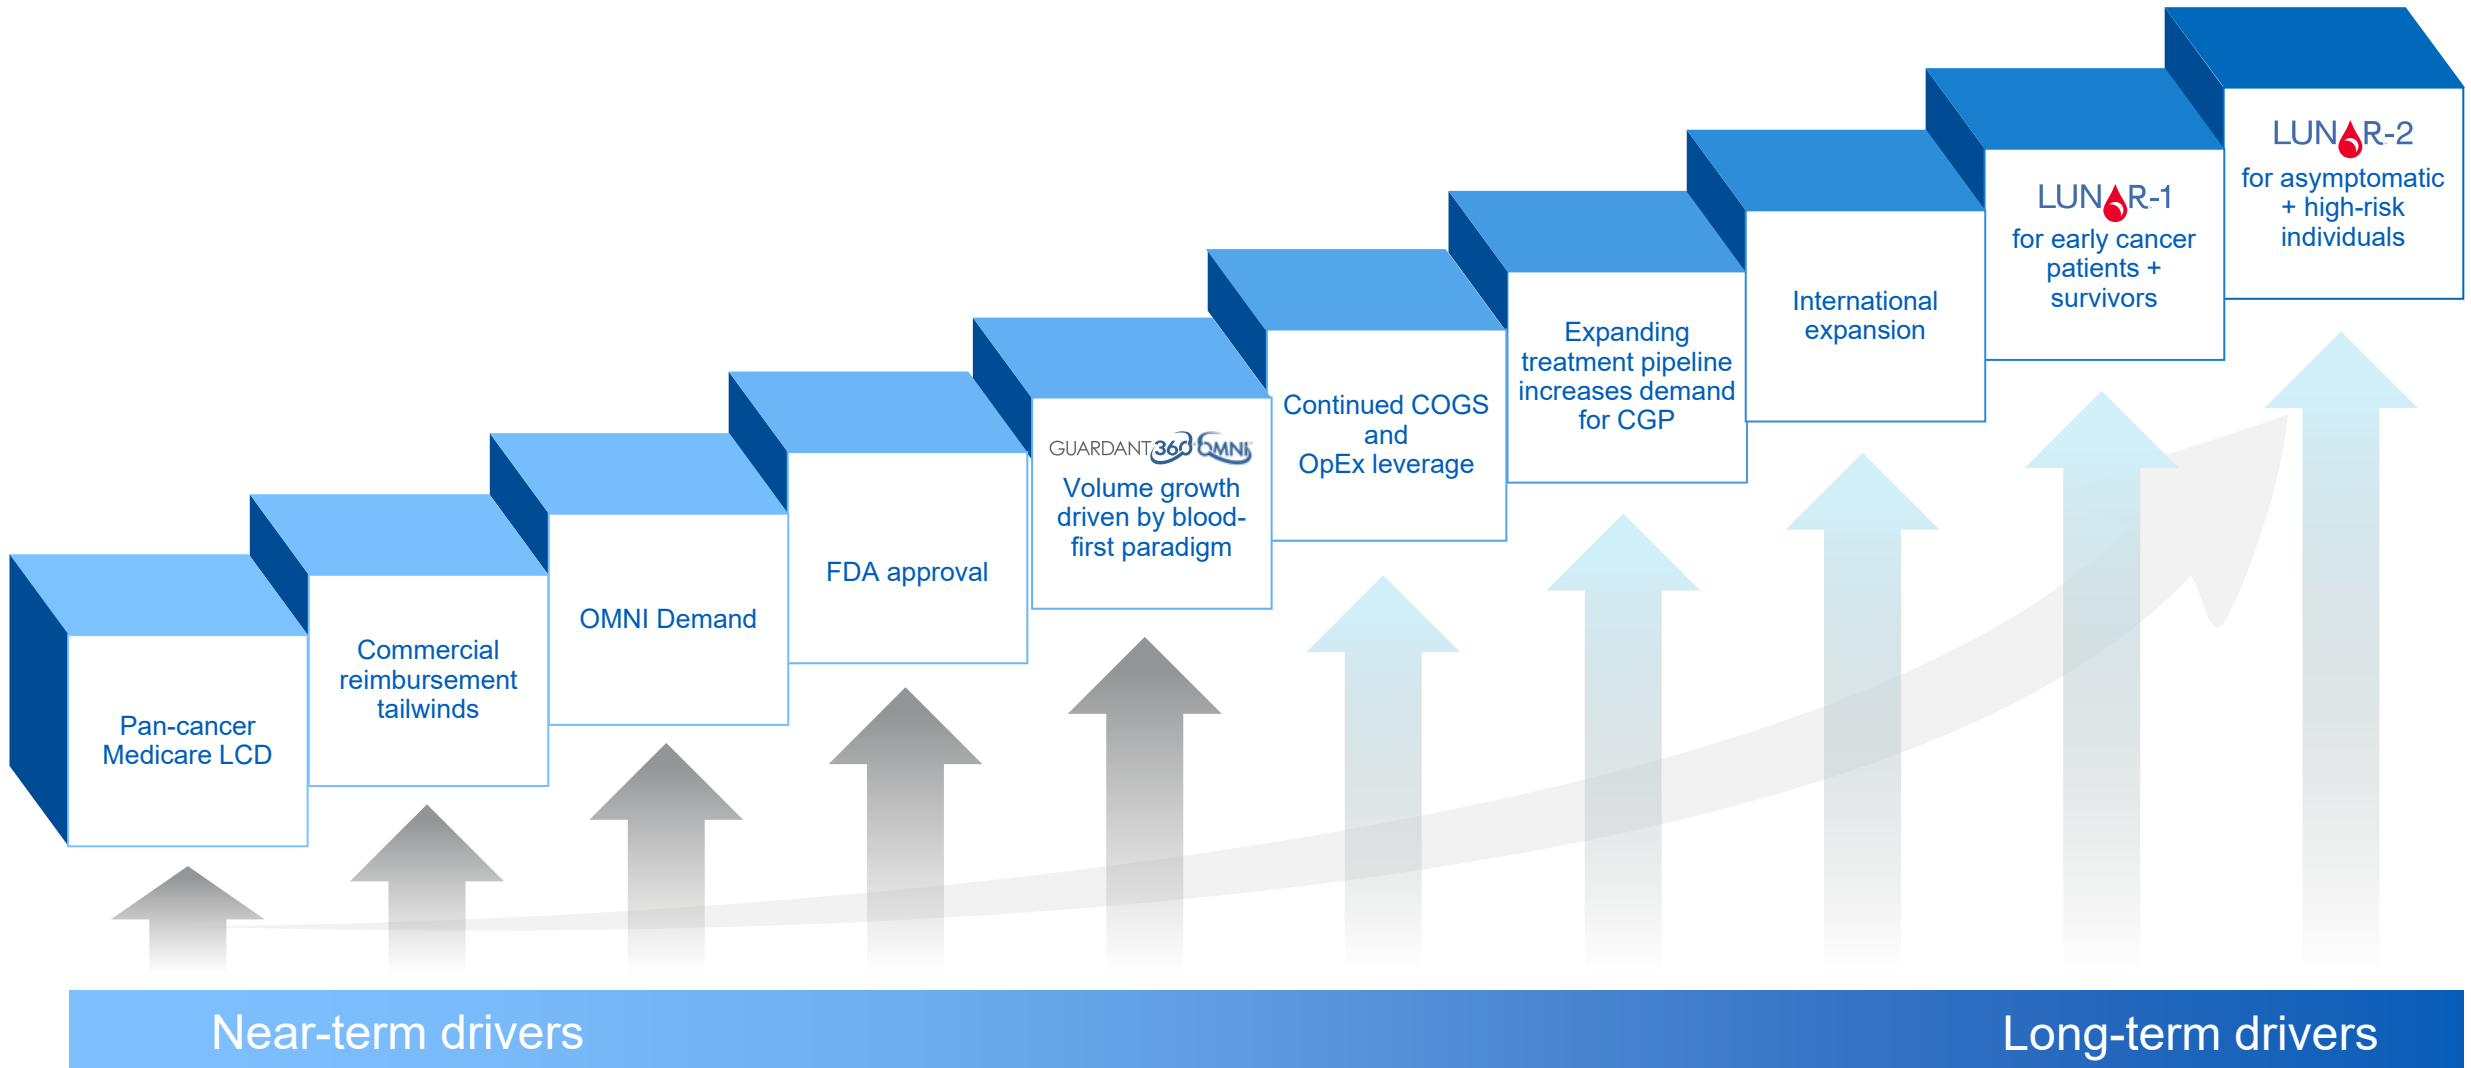 Pan-cancer
Medicare LCD
Commercial
reimbursement
tailwinds
OMNI Demand
FDA approval
GUARDANT360 OMNI
Volume growth
driven by blood-
first paradigm
Continued COGS
and
OpEx leverage
Expanding
treatment pipeline
increases demand
for CGP
International
expansion
LUNAR-1
for early cancer
patients +
survivors
LUNAR-2
for asymptomatic
+ high-risk
individuals
Near-term drivers
Long-term drivers